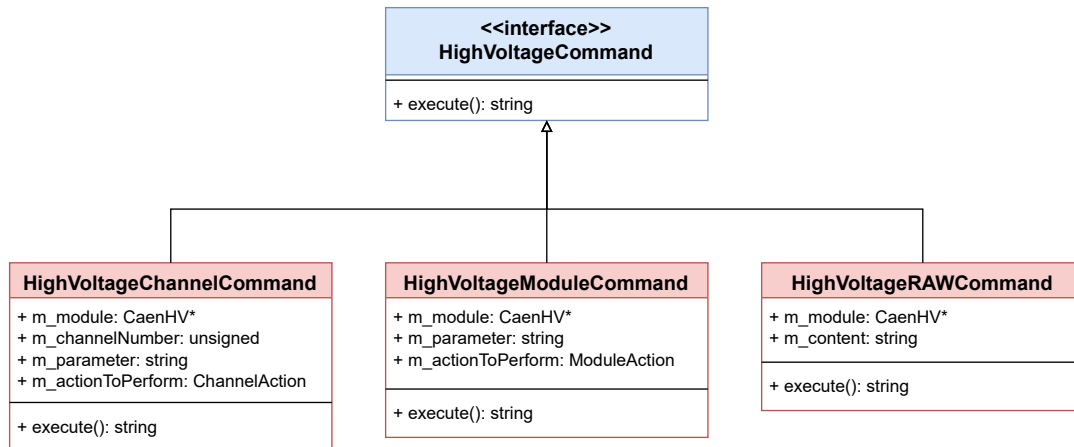 <<interface>>
HighVoltageCommand
+ execute(): string
HighVoltageChannelCommand
+ m_module: CaenHV*
+ m_channelNumber: unsigned
+ m_parameter: string
+ m_actionToPerform: ChannelAction
+ execute(): string
HighVoltageModuleCommand
+ m_module: CaenHV*
+ m_parameter: string
+ m_actionToPerform: ModuleAction
+ execute(): string
HighVoltageRAWCommand
+ m_module: CaenHV*
+ m_content: string
+ execute(): string